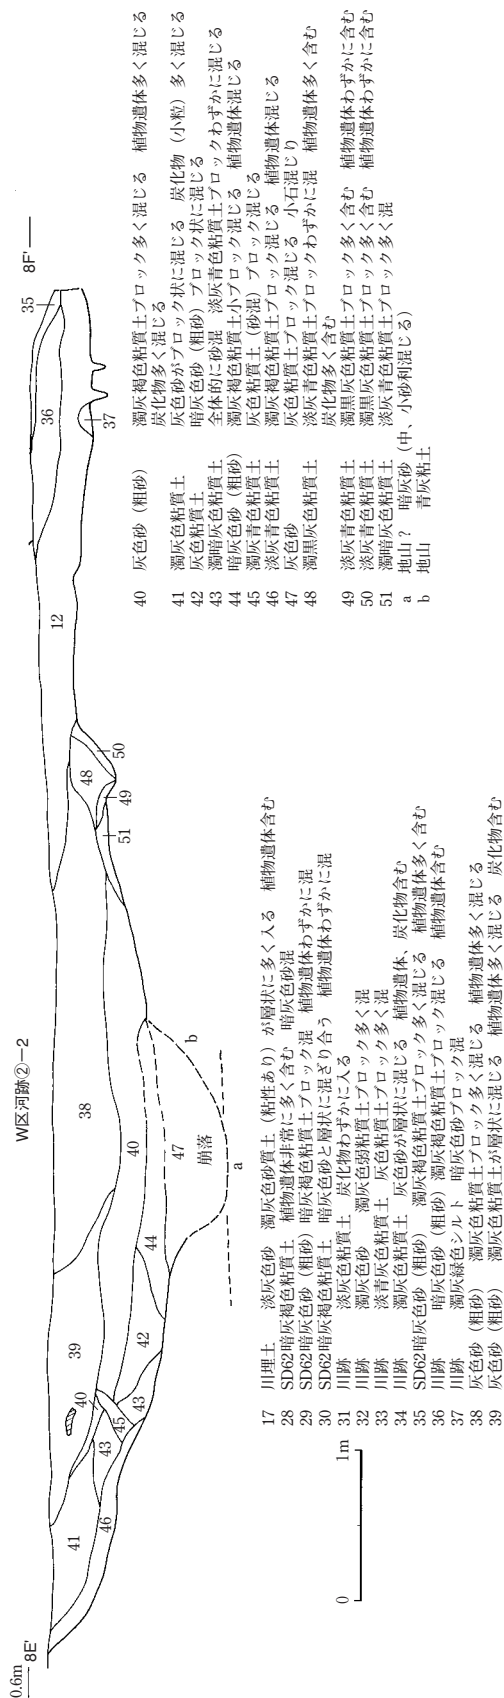 W区河跡②−2
0.6m
8E'
8F'
41
46
43
45
43
40
39
42
44
40
47
38
崩落
a
b
51
49
48
50
12
36
35
37
0
1m
17 川埋土 淡灰色砂 濁灰色砂質土(粘性あり)が層状に多く入る 植物遺体含む
28 SD62暗灰褐色粘質土 植物遺体非常に多く含む 暗灰色砂混
29 SD62暗灰色砂(粗砂)暗灰褐色粘質土ブロック混 植物遺体わずかに混
30 SD62暗灰褐色粘質土 暗灰色砂と層状に混ざり合う 植物遺体わずかに混
31 川跡 淡灰色粘質土 炭化物わずかに入る
32 川跡 濁灰色砂 濁灰色弱粘質土ブロック多く混
33 川跡 淡青灰色粘質土 灰色粘質土ブロック多く混
34 川跡 濁灰色粘質土 灰色砂が層状に混じる 植物遺体、炭化物含む
35 SD62暗灰色砂(粗砂) 濁灰褐色粘質土ブロック多く混じる 植物遺体多く含む
36 川跡 暗灰色砂(粗砂)濁灰褐色粘質土ブロック混じる 植物遺体含む
37 川跡 濁灰緑色シルト 暗灰色砂ブロック混
38 灰色砂(粗砂) 濁灰色粘質土ブロック多く混じる 植物遺体多く混じる
39 灰色砂(粗砂) 濁灰色粘質土が層状に混じる 植物遺体多く混じる 炭化物含む
40 灰色砂(粗砂) 濁灰褐色粘質土ブロック多く混じる 植物遺体多く混じる
炭化物多く混じる
41 濁灰色粘質土 灰色砂がブロック状に混じる 炭化物(小粒)多く混じる
42 灰色粘質土 暗灰色砂(粗砂)ブロック状に混じる
43 濁暗灰色粘質土 全体的に砂混 淡灰青色粘質土ブロックわずかに混じる
44 暗灰色砂(粗砂) 濁灰褐色粘質土小ブロック混じる 植物遺体混じる
45 濁灰青色粘質土 灰色粘質土(砂混)ブロック混じる
46 淡灰青色粘質土 濁灰褐色粘質土ブロック混じる 植物遺体混じる
47 灰色砂 灰色粘質土ブロック混じる 小石混じり
48 濁黒灰色粘質土 淡灰青色粘質土ブロックわずかに混 植物遺体多く含む
炭化物多く含む
49 淡灰青色粘質土 濁黒灰色粘質土ブロック多く含む 植物遺体わずかに含む
50 淡灰青色粘質土 濁黒灰色粘質土ブロック多く含む 植物遺体わずかに含む
51 濁暗灰色粘質土 淡灰青色粘質土ブロック多く混
a 地山? 暗灰砂(中、小砂利混じる)
b 地山 青灰粘土